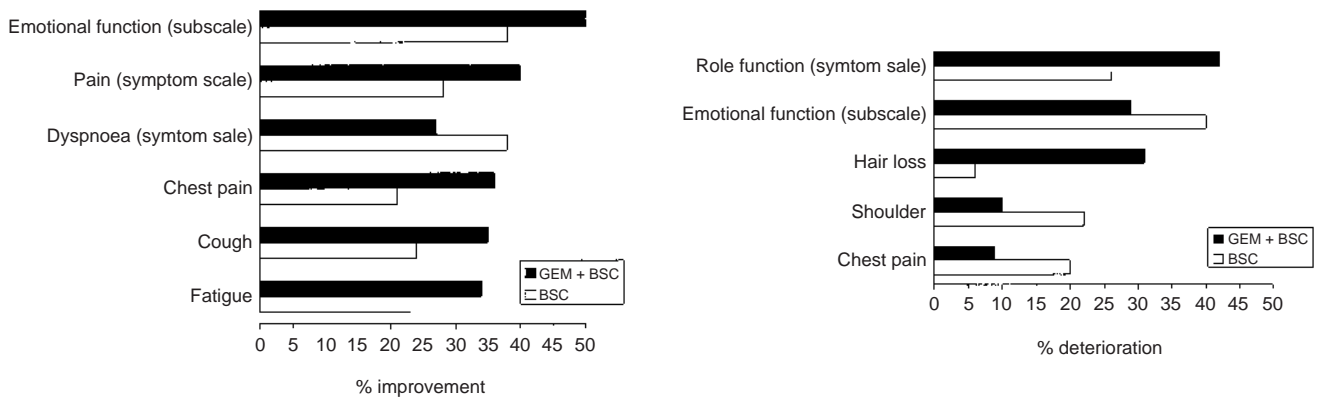 Emotional function (subscale)
Pain (symptom scale)
Dyspnoea (symtom sale)
Chest pain
Cough
Fatigue
GEM + BSC
BSC
0 5 10 15 20 25 30 35 40 45 50
% improvement
Role function (symtom sale)
Emotional function (subscale)
Hair loss
Shoulder
Chest pain
GEM + BSC
BSC
0 5 10 15 20 25 30 35 40 45 50
% deterioration